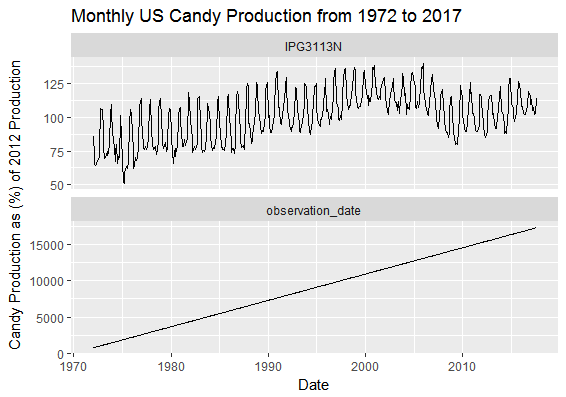 Monthly US Candy Production from 1972 to 2017
IPG3113N
125
100
75
50
observation_date
15000
10000
5000
0
Candy Production as (%) of 2012 Production
1970
1980
1990
2000
2010
Date